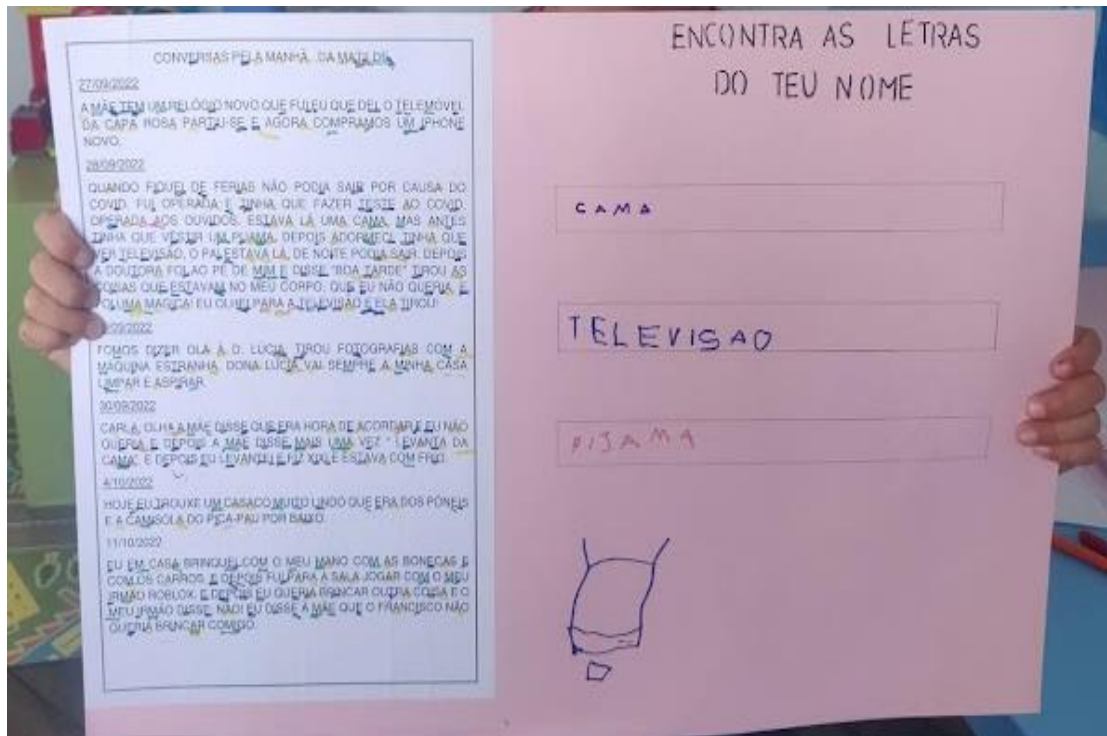 CONVERSAS PELA MANHÃ...DA MATILDE
27/09/2022
A MÃE TEM UM RELÓGIO NOVO QUE FUI EU QUE DEI, O TELEMÓVEL
DA CAPA ROSA PARTIU-SE E AGORA COMPRAMOS UM IPHONE
NOVO.
28/09/2022
QUANDO FIQUEI DE FÉRIAS NÃO PODIA SAIR POR CAUSA DO
COVID. FUI OPERADA E TINHA QUE FAZER TESTE AO COVID.
OPERADA AOS OUVIDOS. ESTAVA LÁ UMA CAMA, MAS ANTES
TINHA QUE VESTIR UM PIJAMA. DEPOIS ADORMECI, TINHA QUE
VER TELEVISÃO. O PAI ESTAVA LÁ, DE NOITE PODIA SAIR. DEPOIS
A DOUTORA FOI AO PÉ DE MIM E DISSE "BOA TARDE" TIROU AS
COISAS QUE ESTAVAM NO MEU CORPO, QUE EU NÃO QUERIA, E
FOI UMA MAGICA! EU OLHEI PARA A TELEVISÃO E ELA TIROU!
/09/2022
FOMOS DIZER OLÁ À D. LÚCIA, TIROU FOTOGRAFIAS COM A
MÁQUINA ESTRANHA. DONA LÚCIA VAI SEMPRE A MINHA CASA
LIMPAR E ASPIRAR.
30/09/2022
CARLA, OLHA A MÃE DISSE QUE ERA HORA DE ACORDAR E EU NÃO
QUERIA E DEPOIS A MÃE DISSE MAIS UMA VEZ " LEVANTA DA
CAMA". E DEPOIS EU LEVANTEI E FIZ XIXI E ESTAVA COM FRIO.
4/10/2022
HOJE EU TROUXE UM CASACO MUITO LINDO QUE ERA DOS PÓNEIS
E A CAMISOLA DO PICA-PAU POR BAIXO.
11/10/2022
EU EM CASA BRINQUEI COM O MEU MANO COM AS BONECAS E
COM OS CARROS. E DEPOIS FUI PARA A SALA JOGAR COM O MEU
IRMÃO ROBLOX. E DEPOIS EU QUERIA BRINCAR OUTRA COISA E O
MEU IRMÃO DISSE: NÃO! EU DISSE A MÃE QUE O FRANCISCO NÃO
QUERIA BRINCAR COMIGO.
ENCONTRA AS LETRAS
DO TEU NOME
CAMA
TELEVISAO
PIJAMA